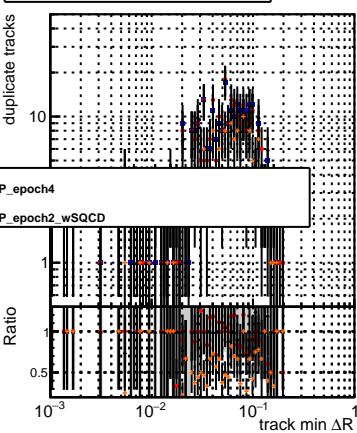 duplicate tracks
10
P_epoch4
P_epoch2_wSQCD
1
Ratio
1
0.5
10−3
10−2
10−1
1
track min ΔR